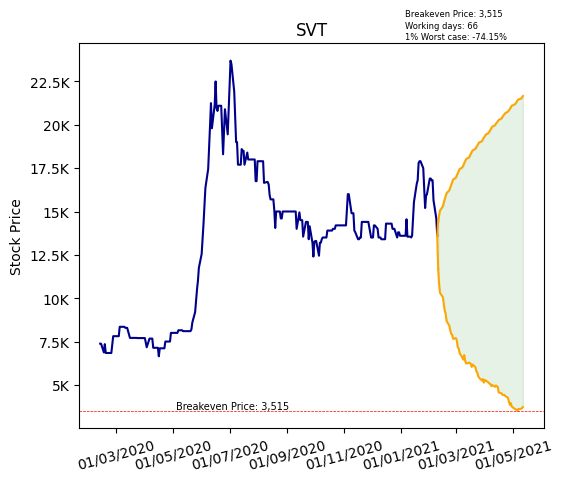 Breakeven Price: 3,515
Working days: 66
1% Worst case: -74.15%
SVT
Stock Price
22.5K
20K
17.5K
15K
12.5K
10K
7.5K
5K
Breakeven Price: 3,515
01/03/2020 01/05/2020 01/07/2020 01/09/2020 01/11/2020 01/01/2021 01/03/2021 01/05/2021